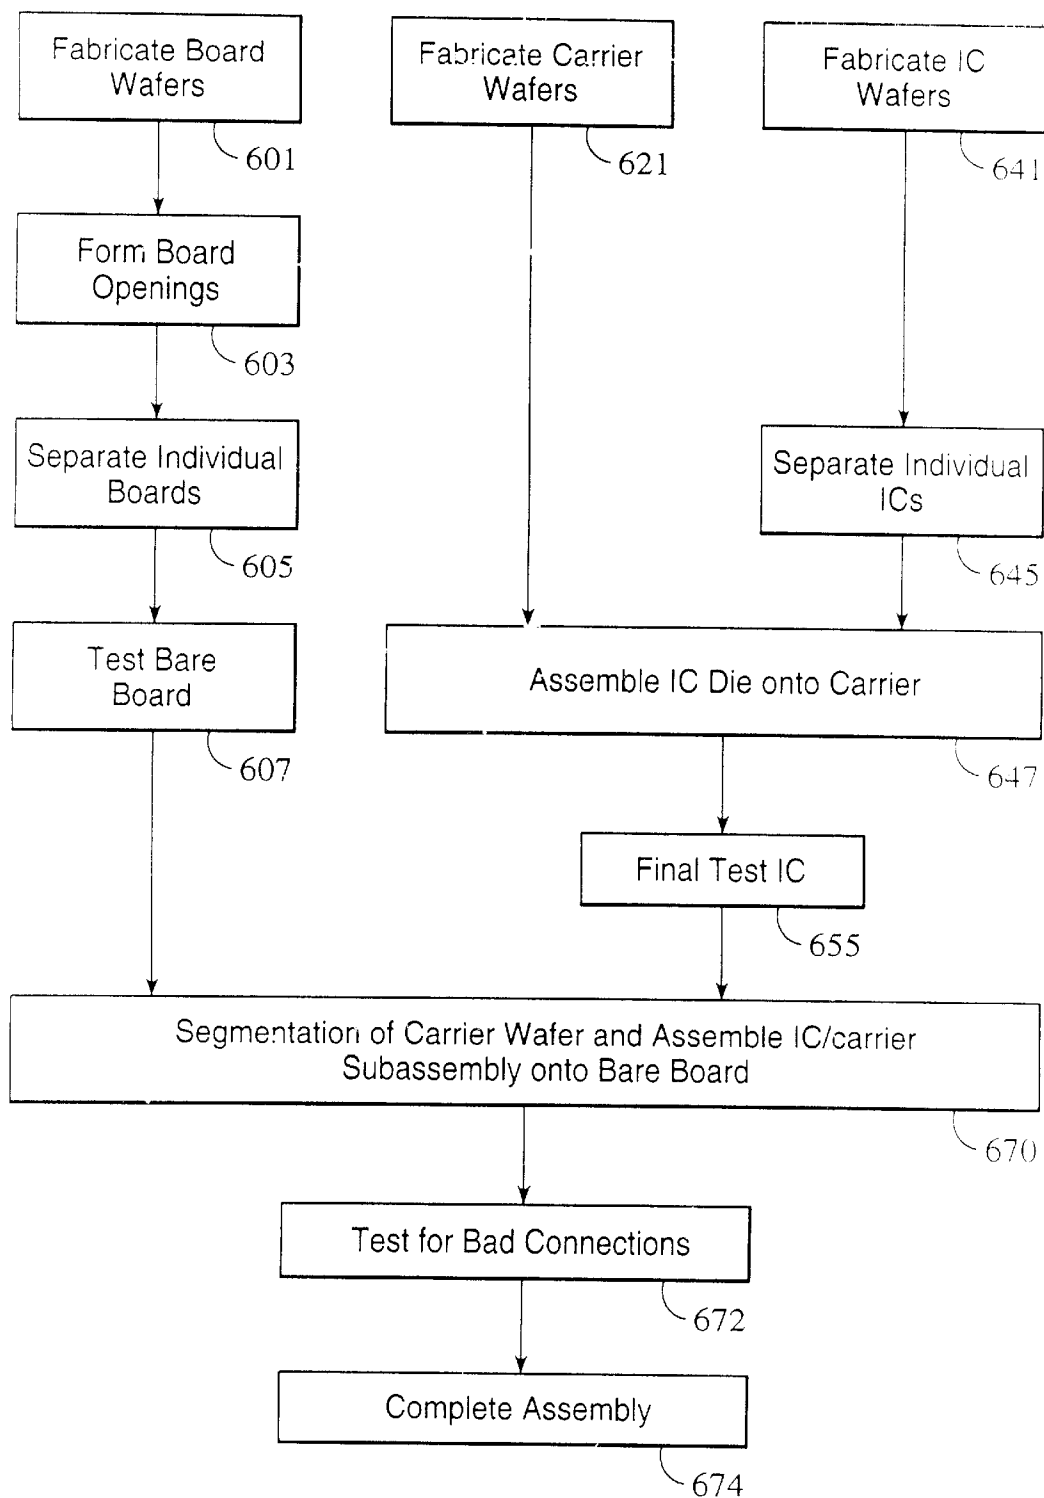 Fabricate Board
Wafers
601
Fabricate Carrier
Wafers
621
Fabricate IC
Wafers
641
Form Board
Openings
603
Separate Individual
Boards
605
Separate Individual
ICs
645
Test Bare
Board
607
Assemble IC Die onto Carrier
647
Final Test IC
655
Segmentation of Carrier Wafer and Assemble IC/carrier
Subassembly onto Bare Board
670
Test for Bad Connections
672
Complete Assembly
674